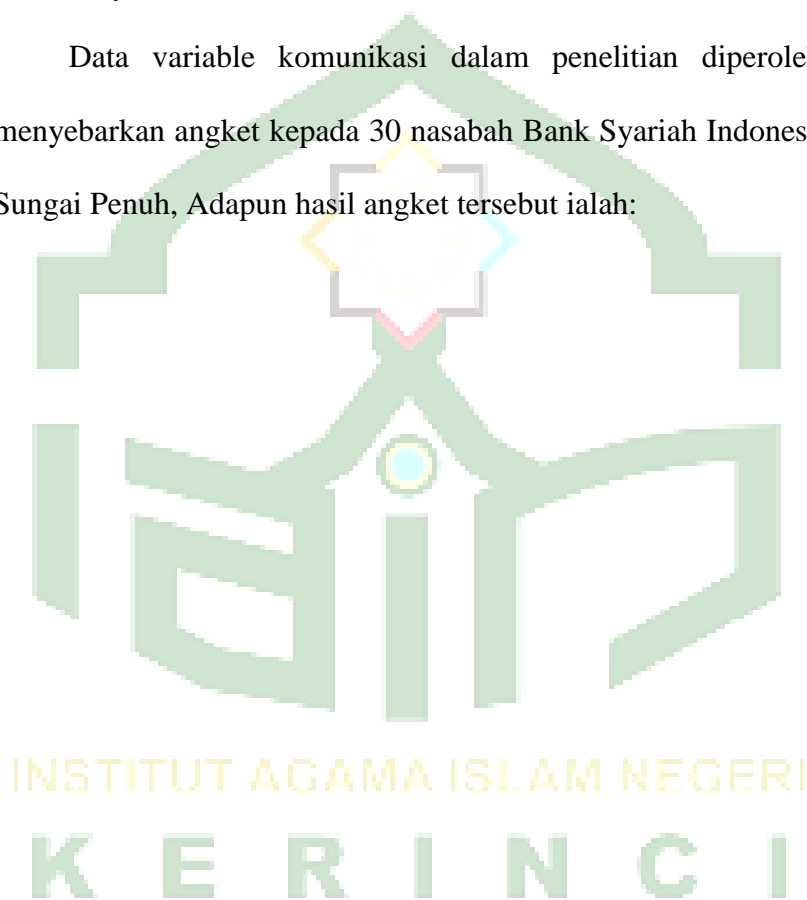 Data variable komunikasi dalam penelitian diperole
menyebarkan angket kepada 30 nasabah Bank Syariah Indones
Sungai Penuh, Adapun hasil angket tersebut ialah:
iain
INSTITUT AGAMA ISLAM NEGERI
K E R I N C I